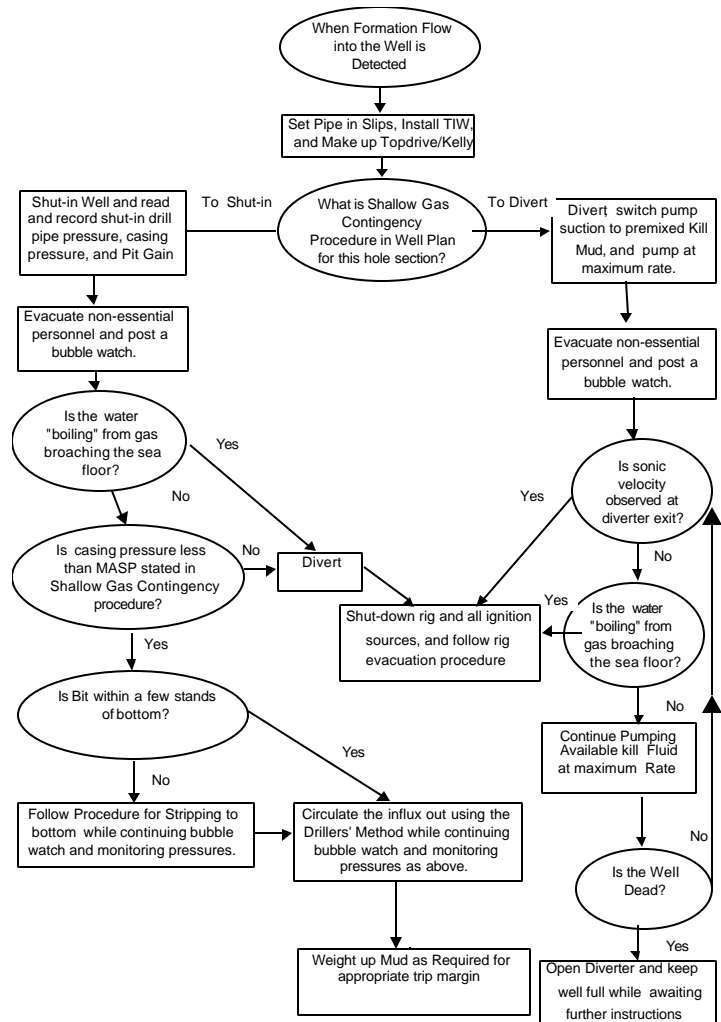 When Formation Flow
into the Well is
Detected
Set Pipe in Slips, Install TIW,
and Make up Topdrive/Kelly
To Shut-in
What is Shallow Gas
Contingency
Procedure in Well Plan
for this hole section?
To Divert
Shut-in Well and read
and record shut-in drill
pipe pressure, casing
pressure, and Pit Gain
Divert, switch pump
suction to premixed Kill
Mud, and pump at
maximum rate.
Evacuate non-essential
personnel and post a
bubble watch.
Evacuate non-essential
personnel and post a
bubble watch.
Is the water
"boiling" from gas
broaching the sea
floor?
Yes
No
Is sonic
velocity
observed at
diverter exit?
Yes
No
Is casing pressure less
than MASP stated in
Shallow Gas Contingency
procedure?
No
Divert
Yes
Shut-down rig and all ignition
sources, and follow rig
evacuation procedure
Yes
Is the water
"boiling" from
gas broaching
the sea floor?
No
Is Bit within a few stands
of bottom?
Yes
No
Continue Pumping
Available kill Fluid
at maximum Rate
Follow Procedure for Stripping to
bottom while continuing bubble
watch and monitoring pressures.
Circulate the influx out using the
Drillers' Method while continuing
bubble watch and monitoring
pressures as above.
No
Is the Well
Dead?
Yes
Weight up Mud as Required for
appropriate trip margin
Open Diverter and keep
well full while awaiting
further instructions